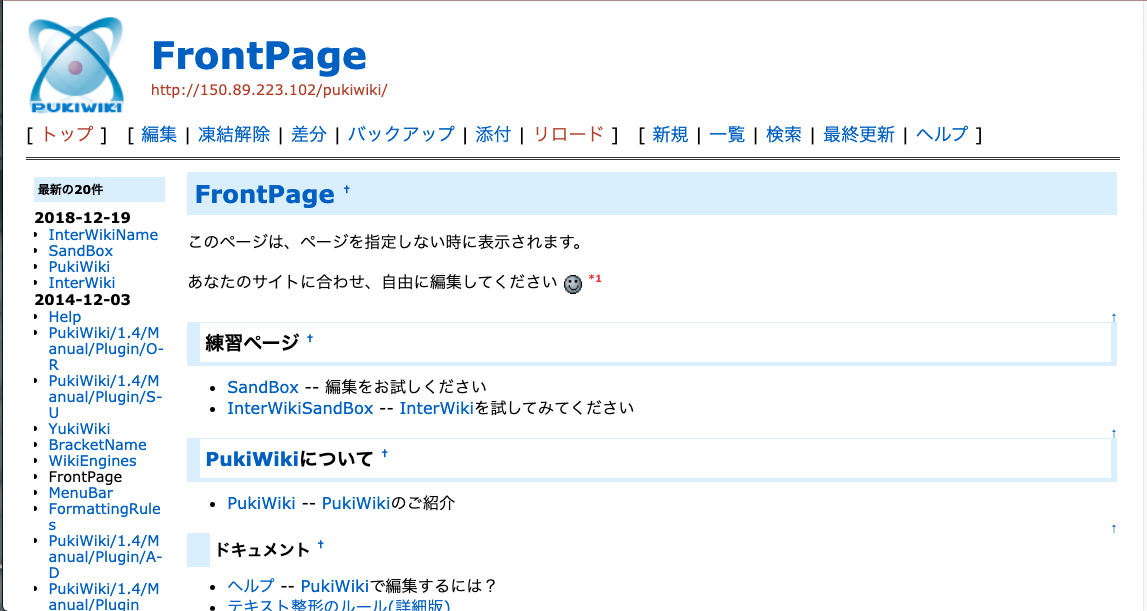 PUKIWIKI
FrontPage
http://150.89.223.102/pukiwiki/
[ トップ ] [ 編集 | 凍結解除 | 差分 | バックアップ | 添付 | リロード ] [ 新規 | 一覧 | 検索 | 最終更新 | ヘルプ ]
最新の20件
2018-12-19
InterWikiName
SandBox
PukiWiki
InterWiki
2014-12-03
Help
PukiWiki/1.4/M
anual/Plugin/O-
R
PukiWiki/1.4/M
anual/Plugin/S-
U
YukiWiki
BracketName
WikiEngines
FrontPage
MenuBar
FormattingRule
s
PukiWiki/1.4/M
anual/Plugin/A-
D
PukiWiki/1.4/M
anual/Plugin
FrontPage †
このページは、ページを指定しない時に表示されます。
あなたのサイトに合わせ、自由に編集してください *1
↑
練習ページ †
• SandBox -- 編集をお試しください
• InterWikiSandBox -- InterWikiを試してみてください
↑
PukiWikiについて †
• PukiWiki -- PukiWikiのご紹介
↑
ドキュメント †
• ヘルプ -- PukiWikiで編集するには？
• テキスト整形のルール(詳細版)